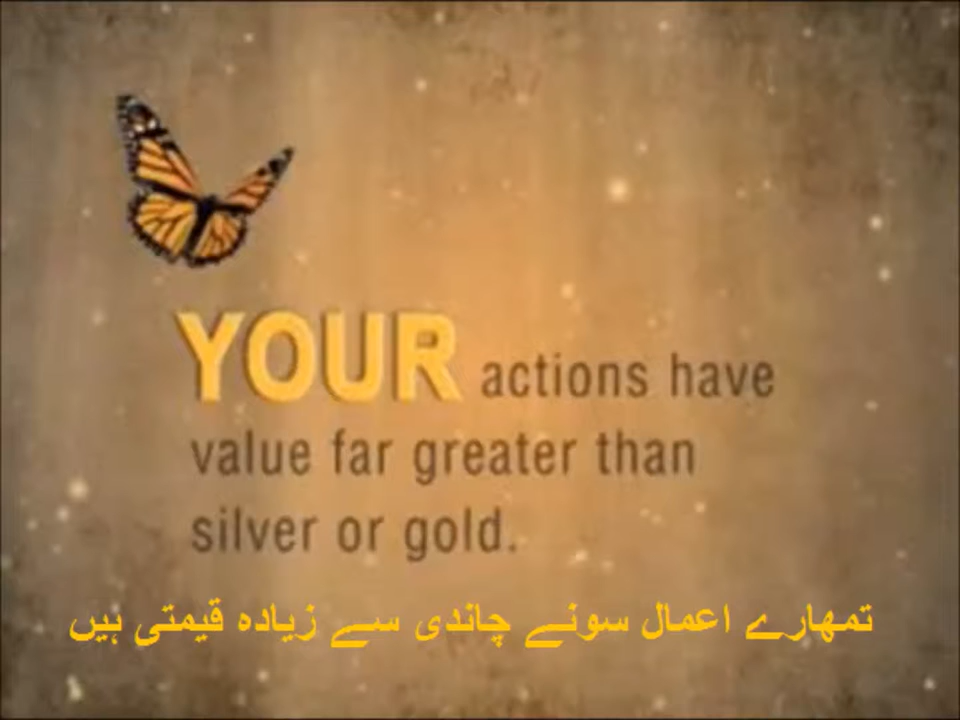 YOUR actions have
value far greater than
silver or gold.
تمھارے اعمال سونے چاندی سے زیادہ قیمتی ہیں